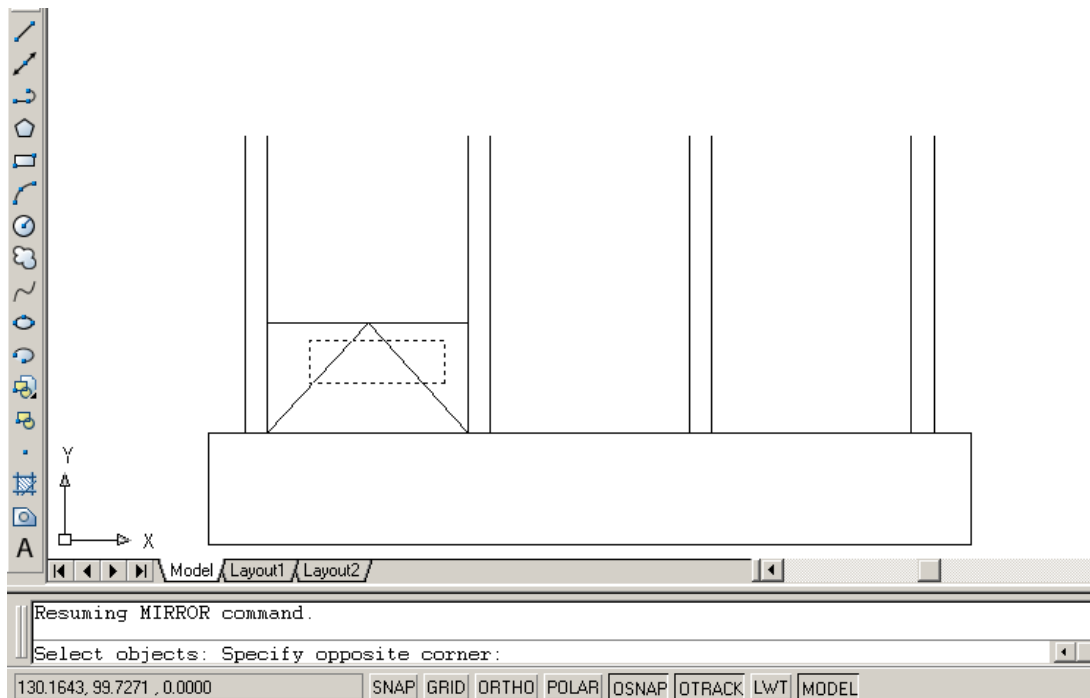 A
Y
X
Model Layout1 Layout2
Resuming MIRROR command.
Select objects: Specify opposite corner:
130.1643, 99.7271 , 0.0000 SNAP GRID ORTHO POLAR OSNAP OTRACK LWT MODEL